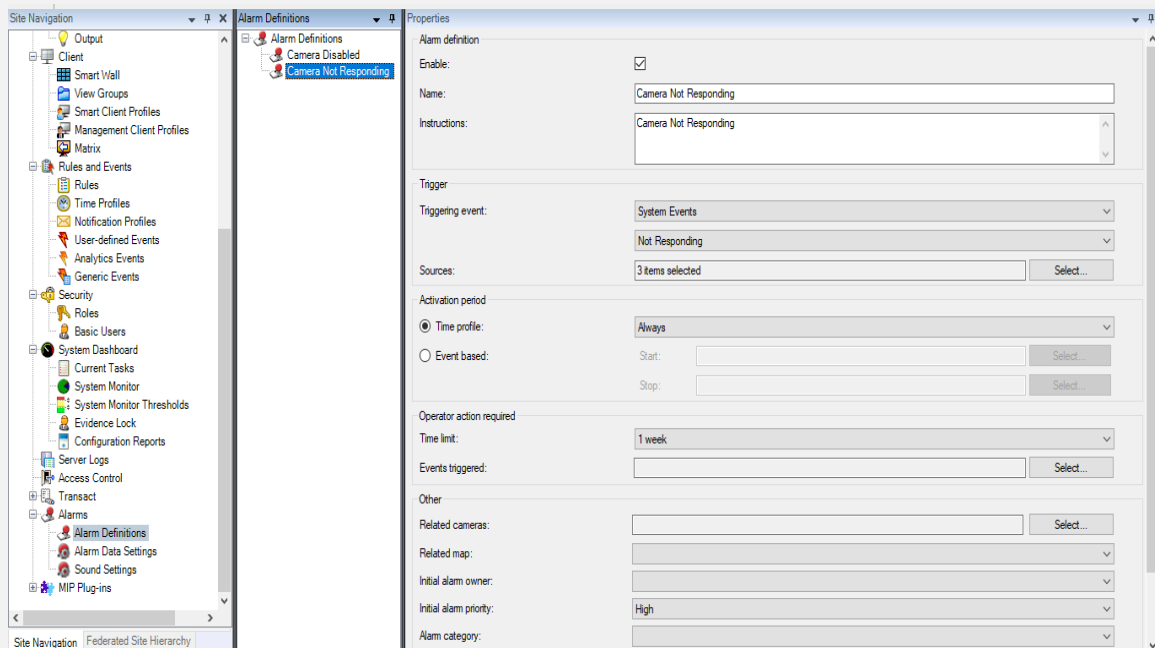 Site Navigation
Output
Client
Smart Wall
View Groups
Smart Client Profiles
Management Client Profiles
Matrix
Rules and Events
Rules
Time Profiles
Notification Profiles
User-defined Events
Analytics Events
Generic Events
Security
Roles
Basic Users
System Dashboard
Current Tasks
System Monitor
System Monitor Thresholds
Evidence Lock
Configuration Reports
Server Logs
Access Control
Transact
Alarms
Alarm Definitions
Alarm Data Settings
Sound Settings
MIP Plug-ins
Site Navigation Federated Site Hierarchy
Alarm Definitions
Alarm Definitions
Camera Disabled
Camera Not Responding
Properties
Alarm definition
Enable:
Name: Camera Not Responding
Instructions: Camera Not Responding
Trigger
Triggering event: System Events
Not Responding
Sources: 3 items selected Select...
Activation period
Time profile: Always
Event based: Start: Select...
Stop: Select...
Operator action required
Time limit: 1 week
Events triggered: Select...
Other
Related cameras: Select...
Related map:
Initial alarm owner:
Initial alarm priority: High
Alarm category: